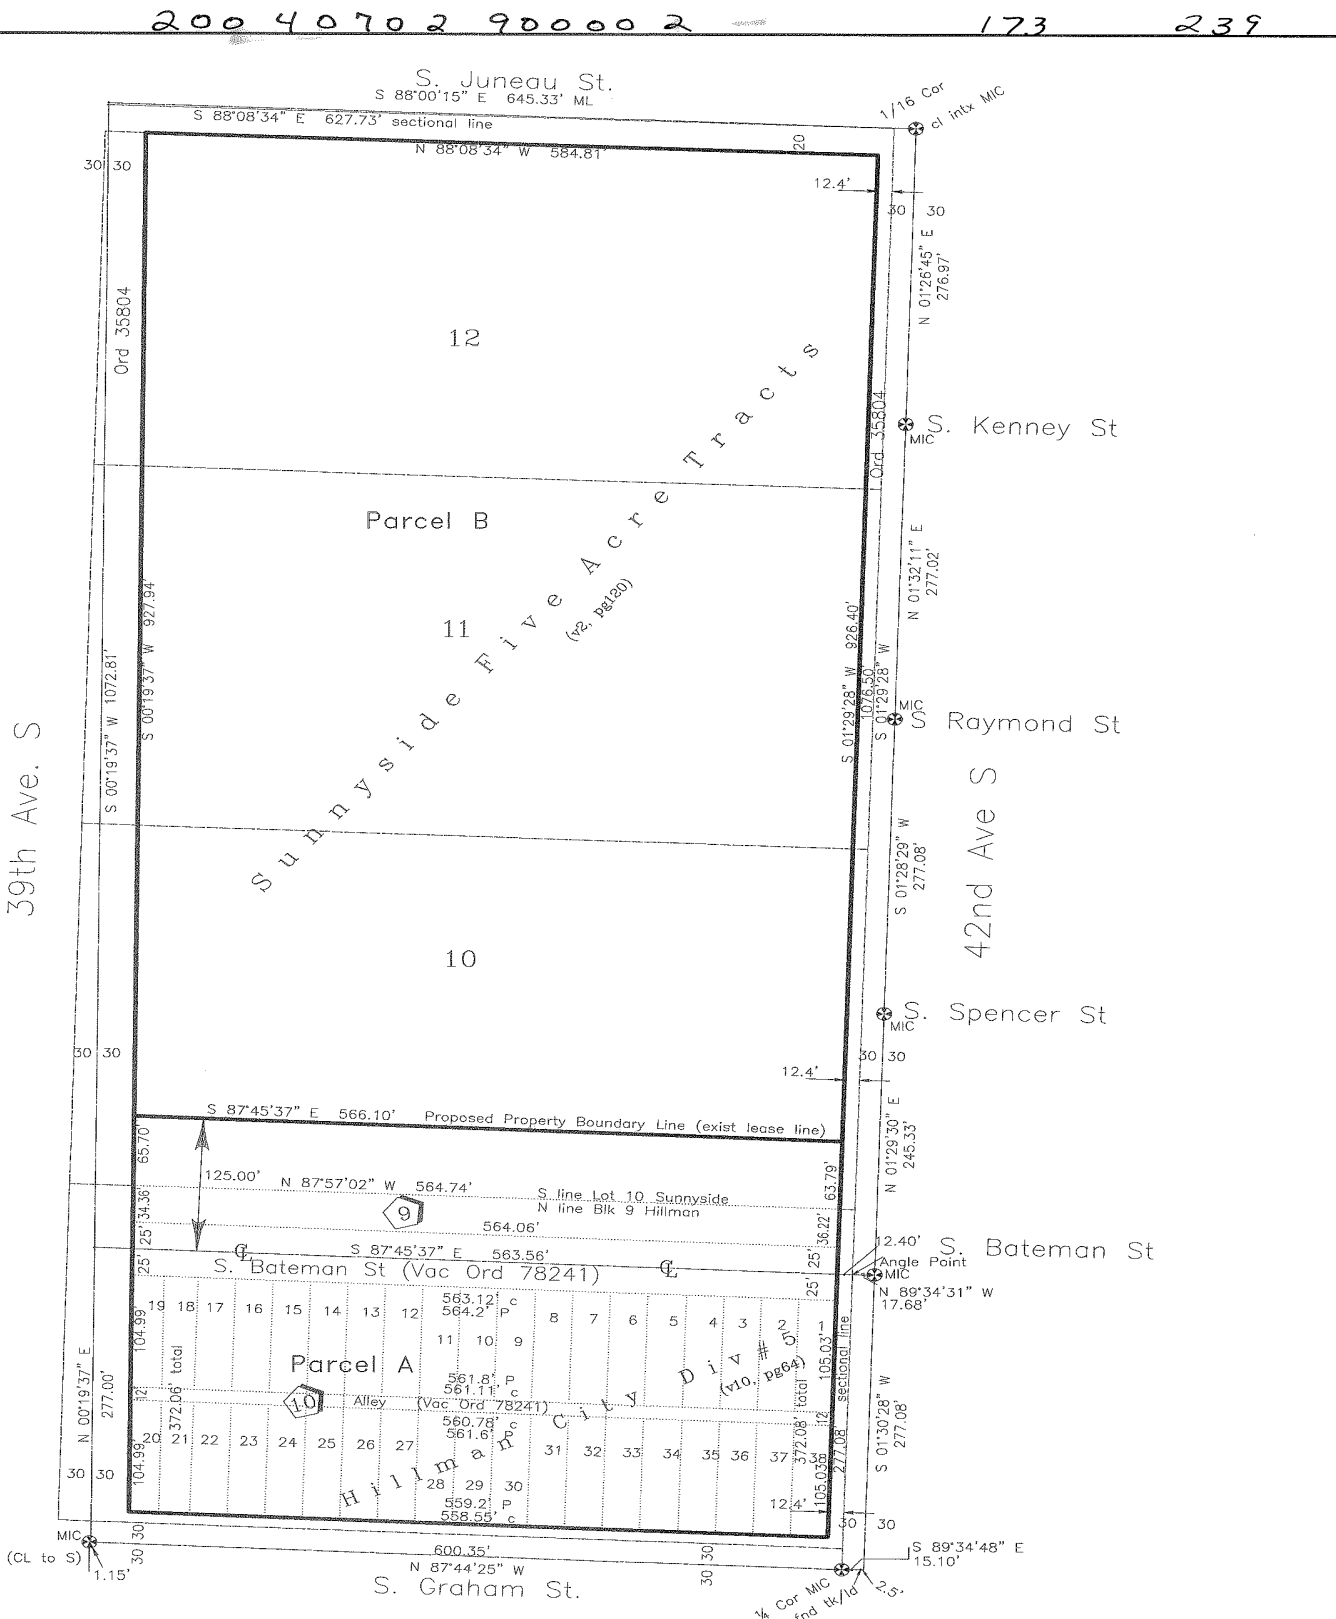 200 40702 900002 173 239
S. Juneau St.
S 88°00'15" E 645.33' ML
S 88°08'34" E 627.73' sectional line
N 88°08'34" W 584.81'
20
1/16 Cor
cl intx MIC
30 30
12.4'
30 30
N 01°26'45" E
276.97'
Ord 35804
12
Ord 35804
S. Kenney St
MIC
Parcel B
Sunnyside Five Acre Tracts
(v2, pg120)
N 01°32'11" E
277.02'
11
S 00°19'37" W 927.94'
S 00°19'37" W 1072.81'
S 01°29'28" W 926.40'
1076.50'
S 01°29'28" W
MIC
S Raymond St
39th Ave. S
42nd Ave S
S 01°28'29" W
277.08'
10
S. Spencer St
MIC
30 30
30 30
12.4'
S 87°45'37" E 566.10' Proposed Property Boundary Line (exist lease line)
N 01°29'30" E
245.33'
65.70'
63.79'
125.00'
N 87°57'02" W 564.74'
S line Lot 10 Sunnyside
N line Blk 9 Hillman
9
34.36'
36.22'
564.06'
25'
25'
S 87°45'37" E 563.56'
12.40'
S. Bateman St
Angle Point
MIC
25'
25'
S. Bateman St (Vac Ord 78241)
N 89°34'31" W
17.68'
563.12' c
564.2' P
19 18 17 16 15 14 13 12 8 7 6 5 4 3 2 1
11 10 9
104.99
105.03'
sectional line
Parcel A
Hillman City Div #5
(v10, pg64)
561.8' P
561.11' c
N 00°19'37" E
277.00'
372.06' total
12'
10
Alley (Vac Ord 78241)
12'
372.08' total
277.08'
S 01°30'28" W
277.08'
560.78' c
561.6' P
20 21 22 23 24 25 26 27 31 32 33 34 35 36 37 38
28 29 30
104.99'
105.038
559.2' P
558.55' c
12.4'
30 30
30 30
MIC
(CL to S)
1.15'
30 30
600.35'
N 87°44'25" W
30 30
S. Graham St.
S 89°34'48" E
15.10'
2.5'
1/4 Cor MIC
fnd tk/ld